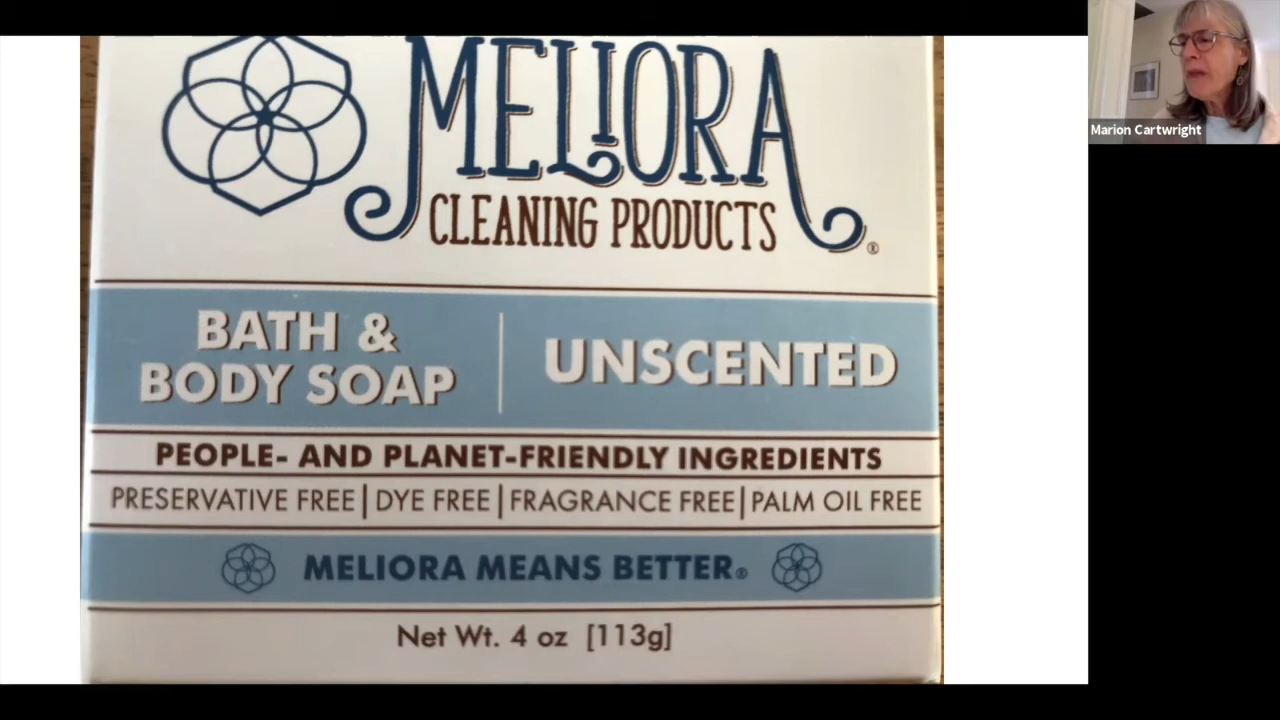 MELIORA
CLEANING PRODUCTS
®
BATH &
BODY SOAP
UNSCENTED
PEOPLE- AND PLANET-FRIENDLY INGREDIENTS
PRESERVATIVE FREE|DYE FREE|FRAGRANCE FREE|PALM OIL FREE
MELIORA MEANS BETTER®
Net Wt. 4 oz [113g]
Marion Cartwright